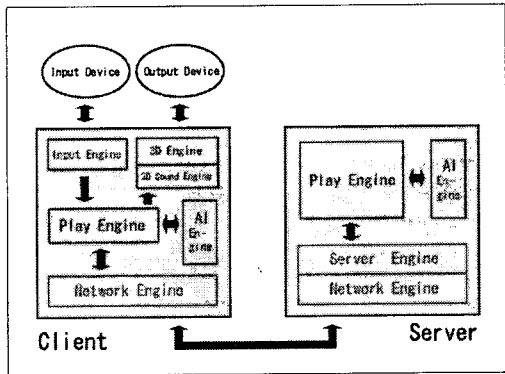 Input Device
Output Device
Input Engine
3D Engine
3D Sound Engine
Play Engine
AI
En-
gine
Network Engine
Client
Play Engine
AI
En-
gine
Server Engine
Network Engine
Server